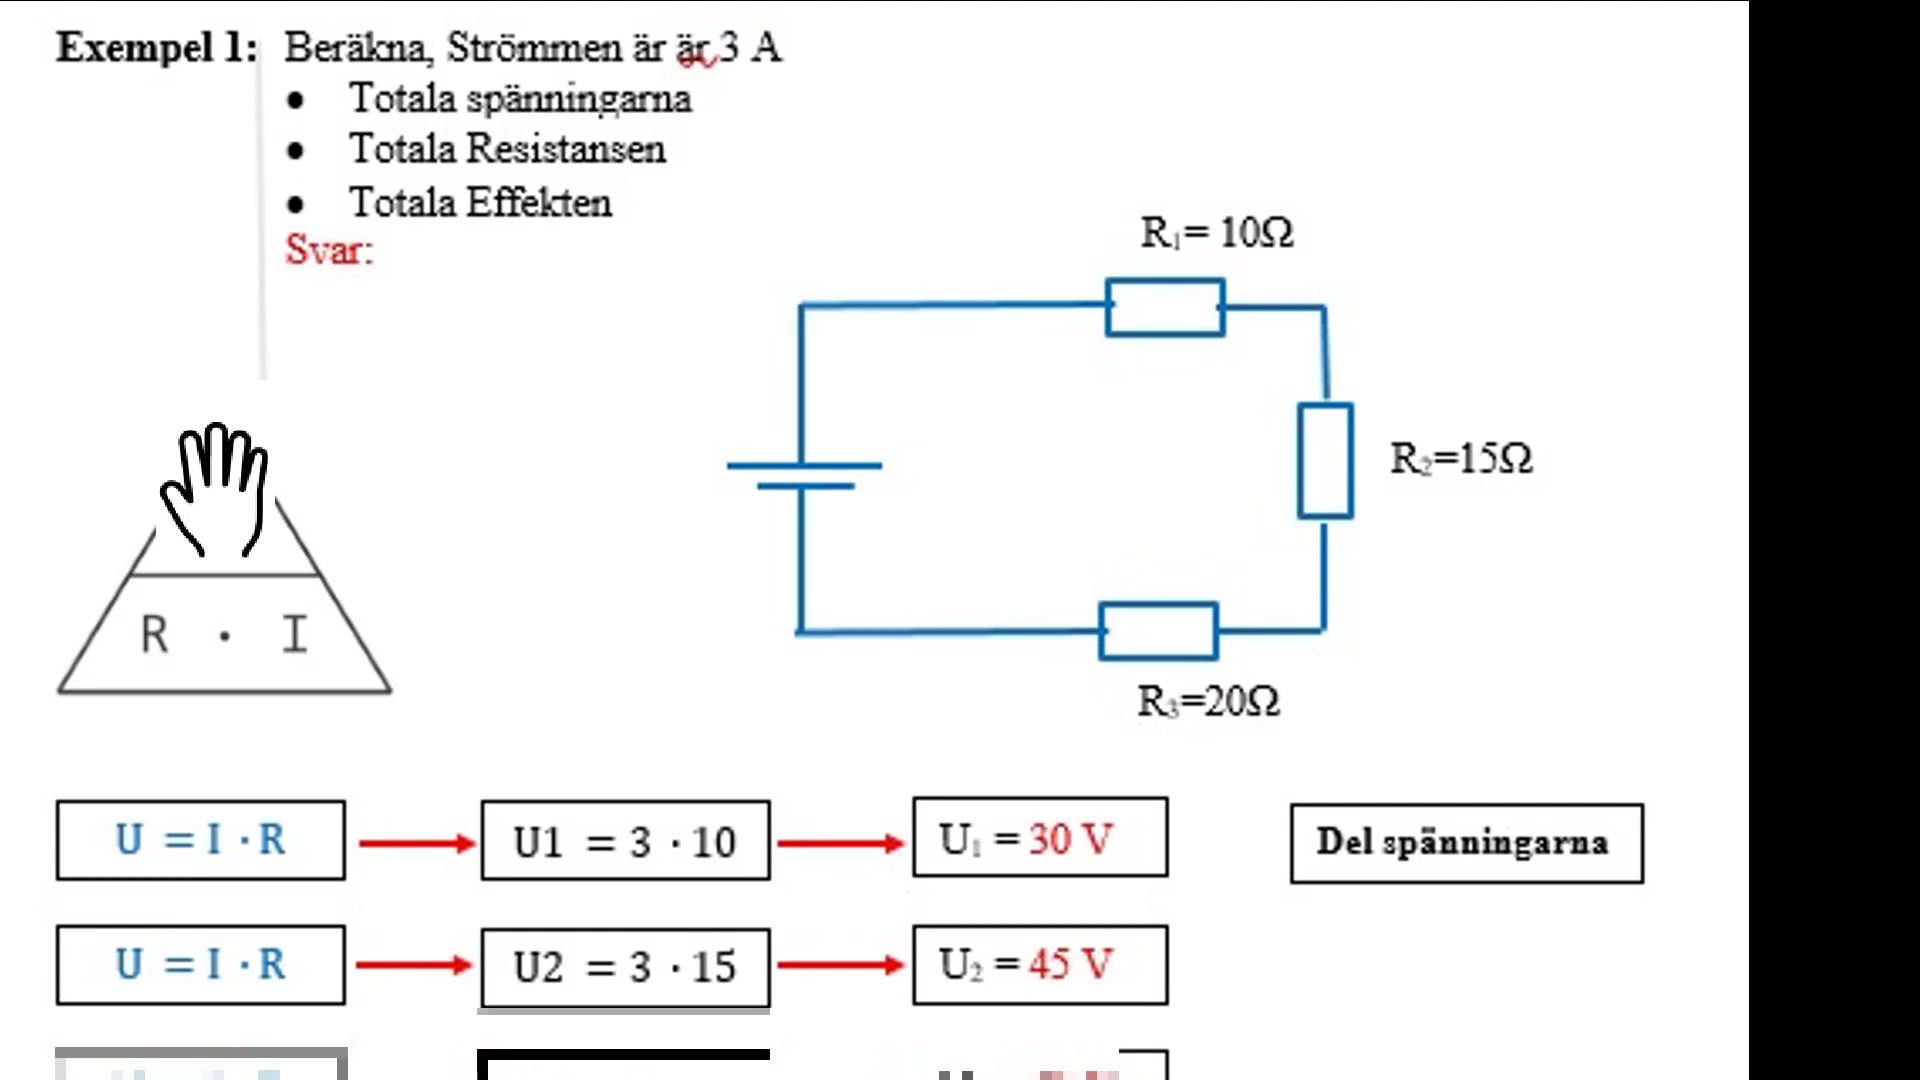 Exempel 1: Beräkna, Strömmen är är 3 A
• Totala spänningarna
• Totala Resistansen
• Totala Effekten
Svar:
R₁= 10Ω
R₂=15Ω
R · I
R₃=20Ω
U = I · R
U1 = 3 · 10
U₁ = 30 V
Del spänningarna
U = I · R
U2 = 3 · 15
U₂ = 45 V